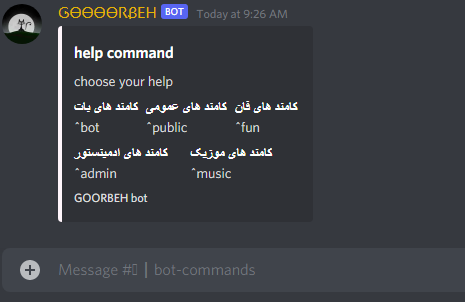 GӨӨӨӨRβEH BOT Today at 9:26 AM
help command
choose your help
کامند های بات کامند های عمومی کامند های فان
^bot ^public ^fun
کامند های ادمینستور کامند های موزیک
^admin ^music
GOORBEH bot
Message # | bot-commands